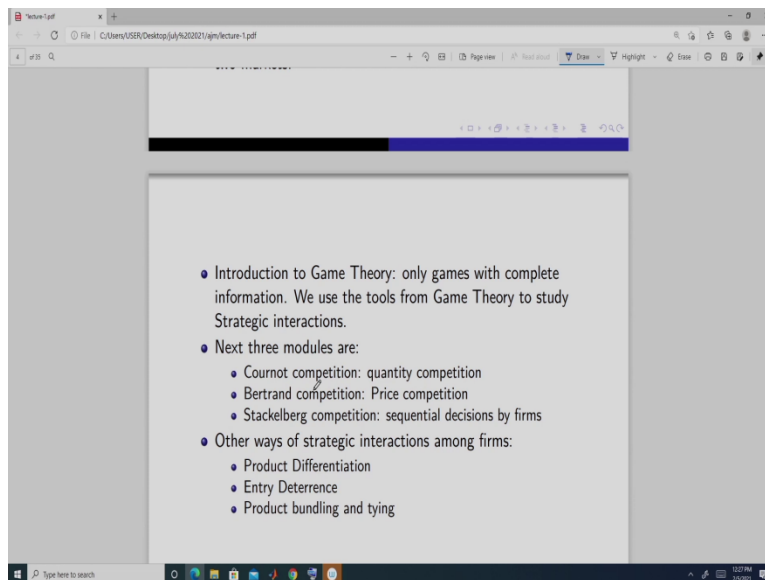 *lecture-1.pdf
File
C:/Users/USER/Desktop/july%202021/ajm/lecture-1.pdf
4 of 35
Page view
Read aloud
Draw
Highlight
Erase
Introduction to Game Theory: only games with complete
information. We use the tools from Game Theory to study
Strategic interactions.
Next three modules are:
Cournot competition: quantity competition
Bertrand competition: Price competition
Stackelberg competition: sequential decisions by firms
Other ways of strategic interactions among firms:
Product Differentiation
Entry Deterrence
Product bundling and tying
Type here to search
12:27 PM